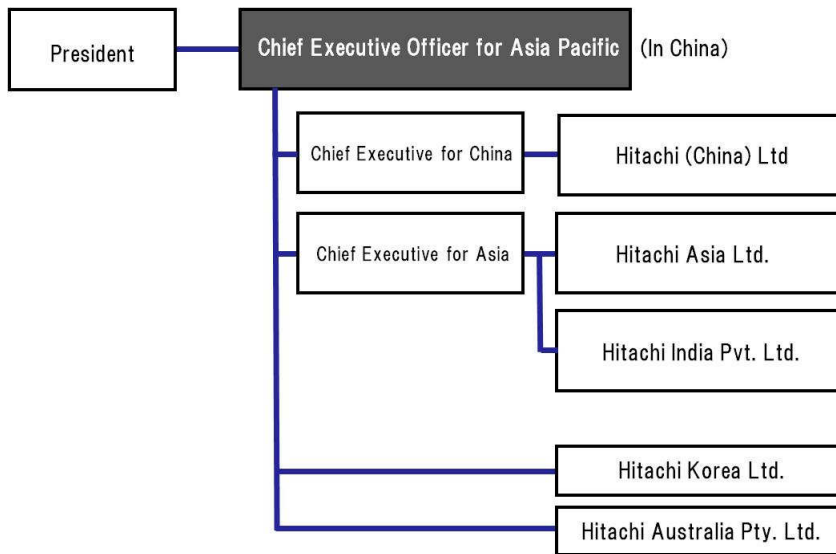 President
Chief Executive Officer for Asia Pacific (In China)
Chief Executive for China
Hitachi (China) Ltd
Chief Executive for Asia
Hitachi Asia Ltd.
Hitachi India Pvt. Ltd.
Hitachi Korea Ltd.
Hitachi Australia Pty. Ltd.